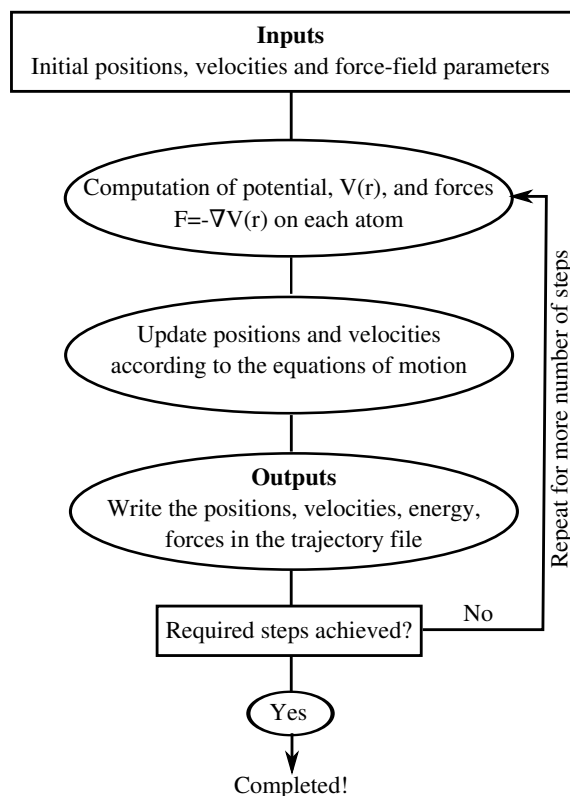 Inputs
Initial positions, velocities and force-field parameters
Computation of potential, V(r), and forces
F=-∇V(r) on each atom
Update positions and velocities
according to the equations of motion
Outputs
Write the positions, velocities, energy,
forces in the trajectory file
Required steps achieved?
No
Repeat for more number of steps
Yes
Completed!